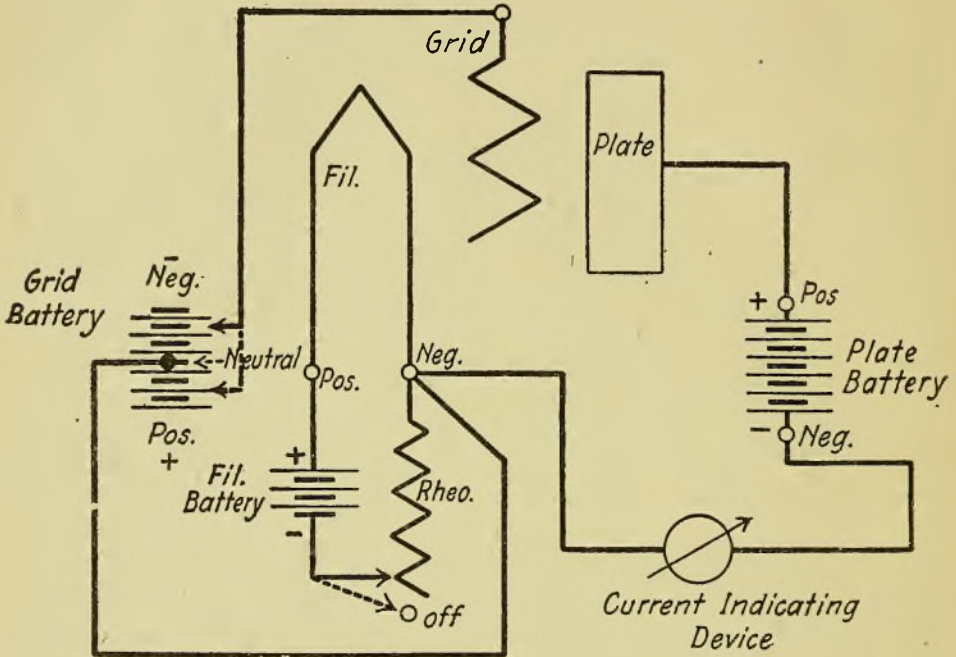 Grid
Plate
Fil.
Grid
Battery
-
Neg.
Neutral
Pos.
+
Pos.
Neg.
+ Pos
Plate
Battery
- Neg.
+
Fil.
Battery
-
Rheo.
off
Current Indicating
Device